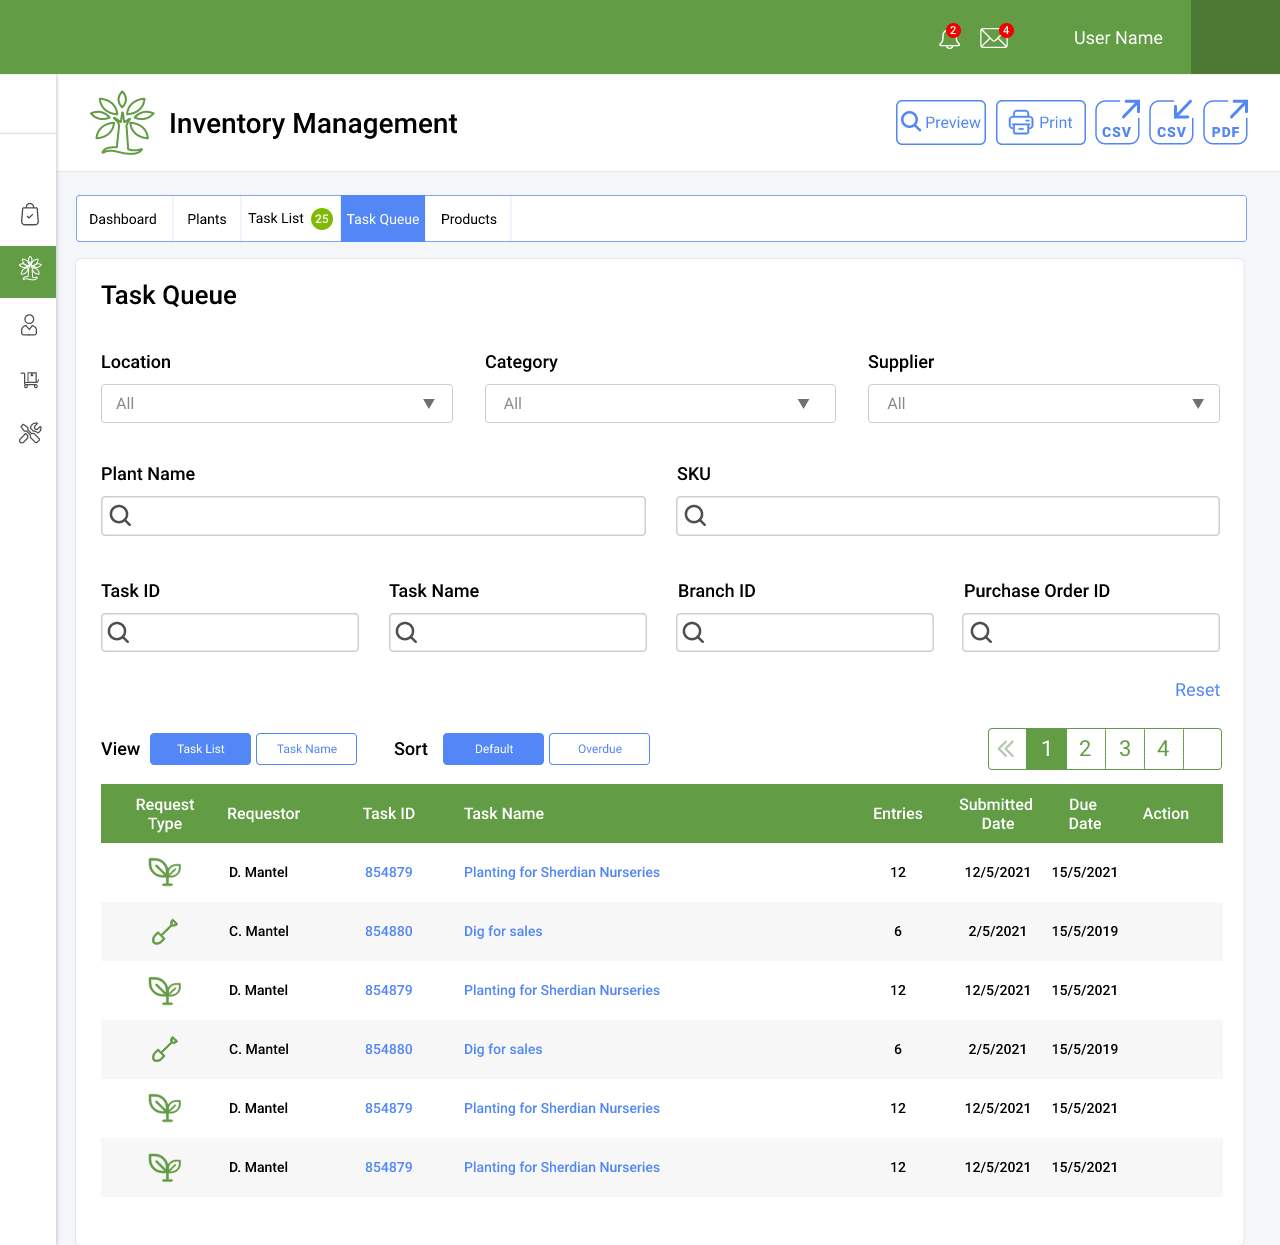 2 4 User Name
Inventory Management
Preview Print CSV CSV PDF
Dashboard Plants Task List 25 Task Queue Products
Task Queue
Location Category Supplier
All All All
Plant Name SKU
Task ID Task Name Branch ID Purchase Order ID
Reset
View Task List Task Name Sort Default Overdue 1 2 3 4
Request Type Requestor Task ID Task Name Entries Submitted Date Due Date Action
D. Mantel 854879 Planting for Sherdian Nurseries 12 12/5/2021 15/5/2021
C. Mantel 854880 Dig for sales 6 2/5/2021 15/5/2019
D. Mantel 854879 Planting for Sherdian Nurseries 12 12/5/2021 15/5/2021
C. Mantel 854880 Dig for sales 6 2/5/2021 15/5/2019
D. Mantel 854879 Planting for Sherdian Nurseries 12 12/5/2021 15/5/2021
D. Mantel 854879 Planting for Sherdian Nurseries 12 12/5/2021 15/5/2021